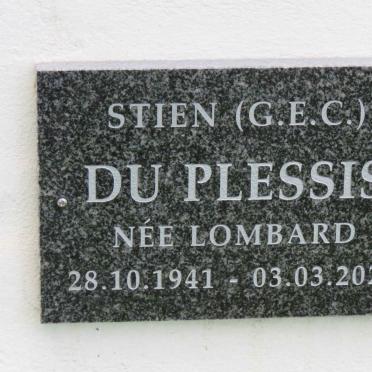 STIEN (G.E.C.)
DU PLESSIS
NÉE LOMBARD
28.10.1941 - 03.03.202